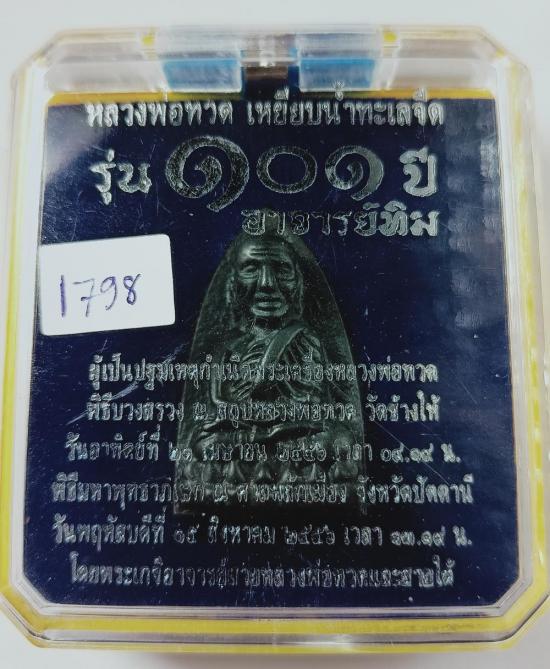 หลวงพ่อทวด เหยียบน้ำทะเลจืด
รุ่น ๑๐๑ ปี
อาจารย์ทิม
1798
ผู้เป็นปฐมเหตุกำเนิดพระเครื่องหลวงพ่อทวด
พิธีบวงสรวง ณ สถูปหลวงพ่อทวด วัดช้างให้
วันอาทิตย์ที่ ๒๑ เมษายน ๒๕๕๖ เวลา ๐๙.๑๙ น.
พิธีมหาพุทธาภิเษก ณ ศาลหลักเมือง จังหวัดปัตตานี
วันพฤหัสบดีที่ ๑๕ สิงหาคม ๒๕๕๖ เวลา ๑๓.๑๙ น.
โดยพระเกจิอาจารย์สายหลวงพ่อทวดและสายใต้